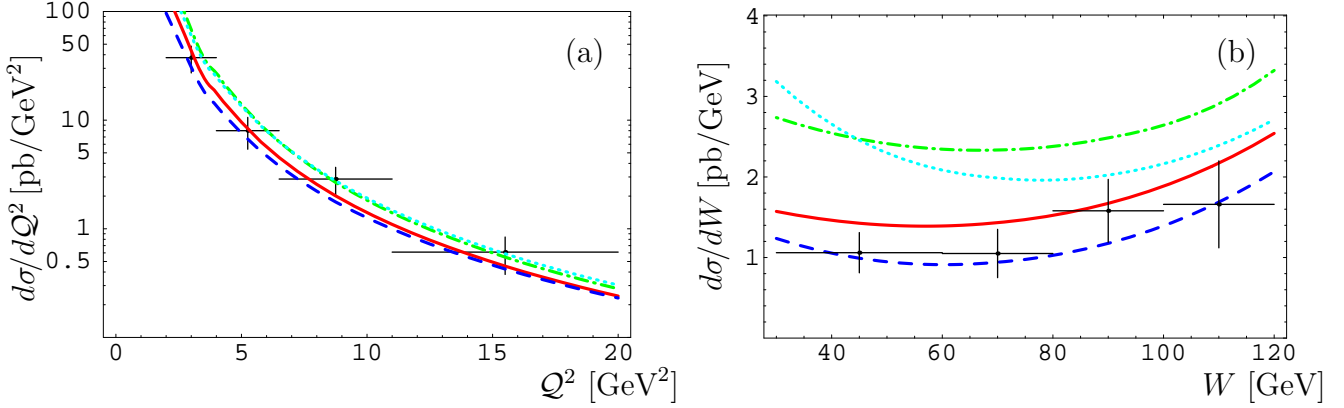 100
50
10
5
1
0.5
dσ/d𝒬² [pb/GeV²]
(a)
0 5 10 15 20
𝒬² [GeV²]
4
3
2
1
dσ/dW [pb/GeV]
(b)
40 60 80 100 120
W [GeV]